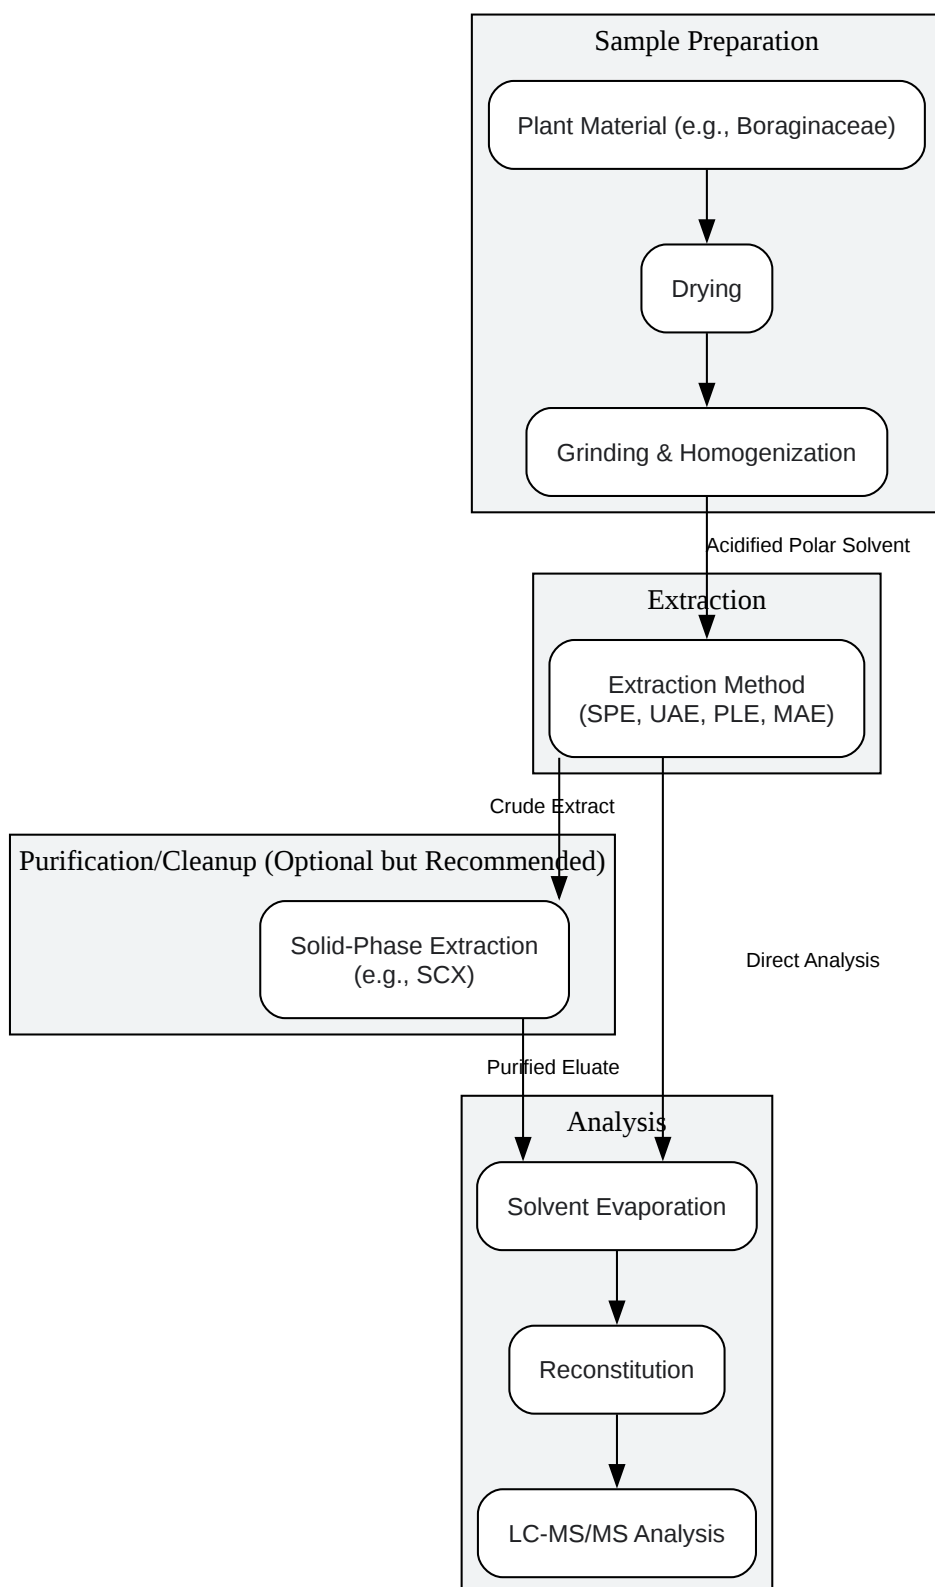 Sample Preparation
Plant Material (e.g., Boraginaceae)
Drying
Grinding & Homogenization
Acidified Polar Solvent
Extraction
Extraction Method
(SPE, UAE, PLE, MAE)
Crude Extract
Purification/Cleanup (Optional but Recommended)
Solid-Phase Extraction
(e.g., SCX)
Direct Analysis
Purified Eluate
Analysis
Solvent Evaporation
Reconstitution
LC-MS/MS Analysis